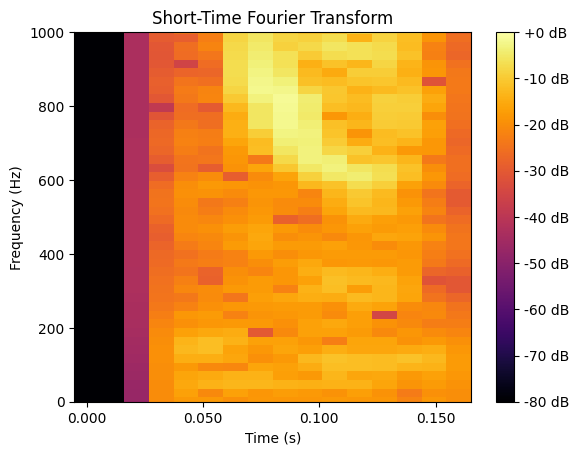 Short-Time Fourier Transform
1000
800
600
400
200
0
Frequency (Hz)
0.000
0.050
0.100
0.150
Time (s)
+0 dB
-10 dB
-20 dB
-30 dB
-40 dB
-50 dB
-60 dB
-70 dB
-80 dB